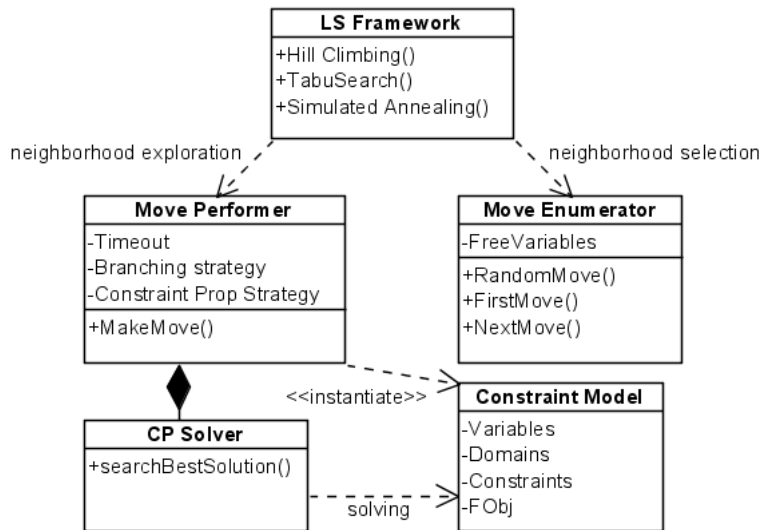 LS Framework
+Hill Climbing()
+TabuSearch()
+Simulated Annealing()
neighborhood exploration
neighborhood selection
Move Performer
-Timeout
-Branching strategy
-Constraint Prop Strategy
+MakeMove()
Move Enumerator
-FreeVariables
+RandomMove()
+FirstMove()
+NextMove()
<<instantiate>>
CP Solver
+searchBestSolution()
solving
Constraint Model
-Variables
-Domains
-Constraints
-FObj